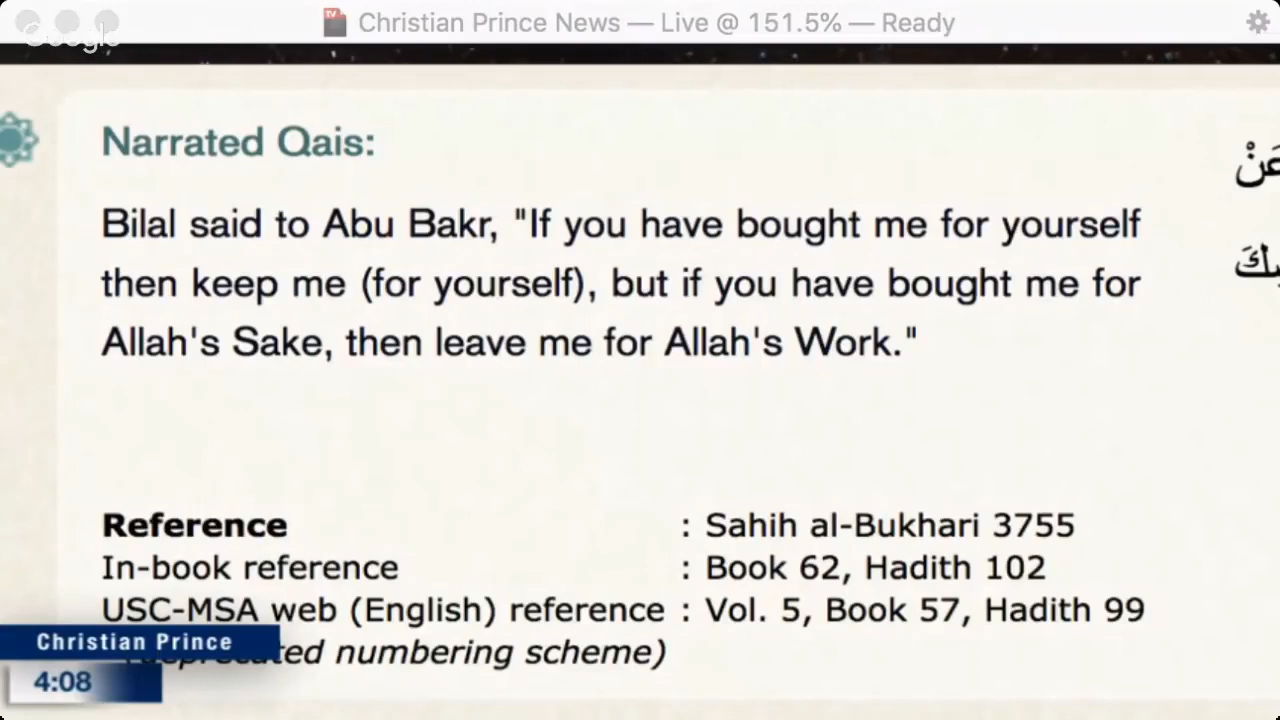 Christian Prince News — Live @ 151.5% — Ready
Google
Narrated Qais:
Bilal said to Abu Bakr, "If you have bought me for yourself
then keep me (for yourself), but if you have bought me for
Allah's Sake, then leave me for Allah's Work."
عَنْ
Reference : Sahih al-Bukhari 3755
In-book reference : Book 62, Hadith 102
USC-MSA web (English) reference : Vol. 5, Book 57, Hadith 99
(deprecated numbering scheme)
Christian Prince
4:08